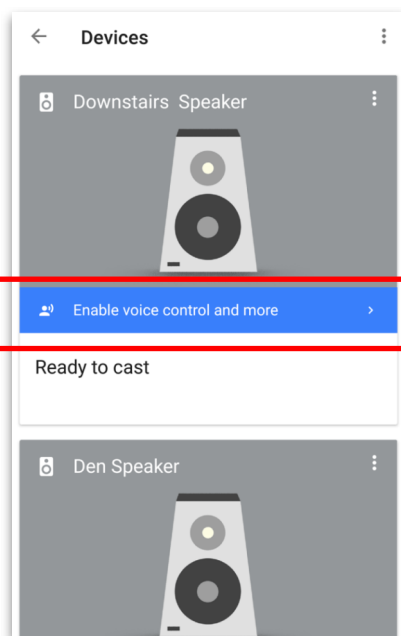 Devices
Downstairs Speaker
Enable voice control and more
Ready to cast
Den Speaker